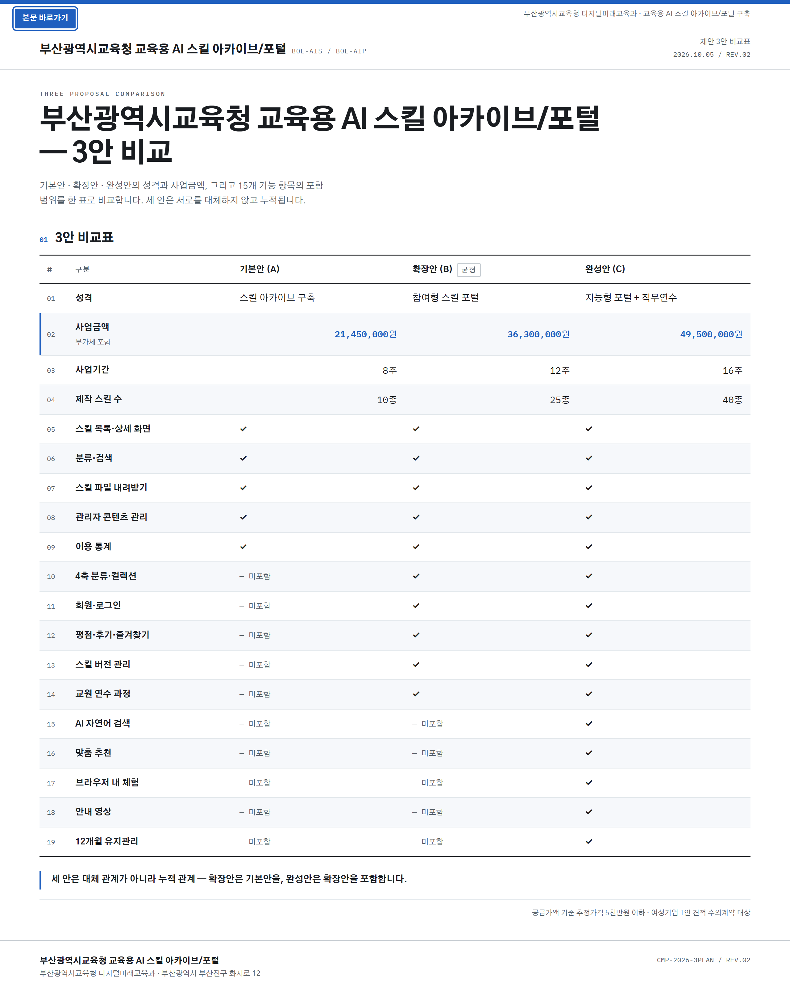 본문 바로가기
부산광역시교육청 디지털미래교육과 · 교육용 AI 스킬 아카이브/포털 구축
부산광역시교육청 교육용 AI 스킬 아카이브/포털 BOE-AIS / BOE-AIP
제안 3안 비교표
2026.10.05 / REV.02
THREE PROPOSAL COMPARISON
부산광역시교육청 교육용 AI 스킬 아카이브/포털
— 3안 비교
기본안 · 확장안 · 완성안의 성격과 사업금액, 그리고 15개 기능 항목의 포함
범위를 한 표로 비교합니다. 세 안은 서로를 대체하지 않고 누적됩니다.
01 3안 비교표
# 구분 기본안 (A) 확장안 (B) 균형 완성안 (C)
01 성격 스킬 아카이브 구축 참여형 스킬 포털 지능형 포털 + 직무연수
02 사업금액 부가세 포함 21,450,000원 36,300,000원 49,500,000원
03 사업기간 8주 12주 16주
04 제작 스킬 수 10종 25종 40종
05 스킬 목록·상세 화면 ✓ ✓ ✓
06 분류·검색 ✓ ✓ ✓
07 스킬 파일 내려받기 ✓ ✓ ✓
08 관리자 콘텐츠 관리 ✓ ✓ ✓
09 이용 통계 ✓ ✓ ✓
10 4축 분류·컬렉션 – 미포함 ✓ ✓
11 회원·로그인 – 미포함 ✓ ✓
12 평점·후기·즐겨찾기 – 미포함 ✓ ✓
13 스킬 버전 관리 – 미포함 ✓ ✓
14 교원 연수 과정 – 미포함 ✓ ✓
15 AI 자연어 검색 – 미포함 – 미포함 ✓
16 맞춤 추천 – 미포함 – 미포함 ✓
17 브라우저 내 체험 – 미포함 – 미포함 ✓
18 안내 영상 – 미포함 – 미포함 ✓
19 12개월 유지관리 – 미포함 – 미포함 ✓
세 안은 대체 관계가 아니라 누적 관계 — 확장안은 기본안을, 완성안은 확장안을 포함합니다.
공급가액 기준 추정가격 5천만원 이하 · 여성기업 1인 견적 수의계약 대상
부산광역시교육청 교육용 AI 스킬 아카이브/포털
CMP-2026-3PLAN / REV.02
부산광역시교육청 디지털미래교육과 · 부산광역시 부산진구 화지로 12